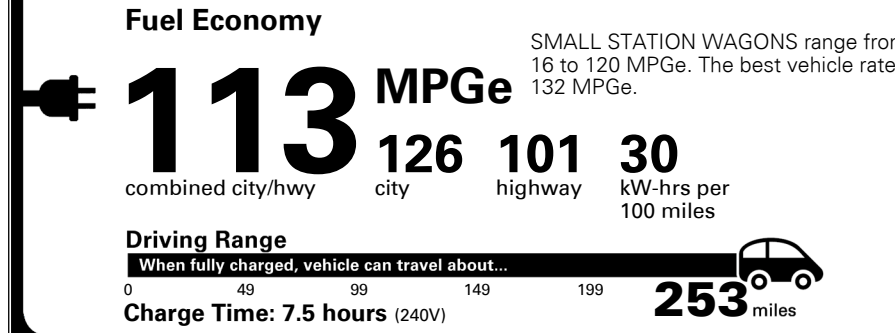 Fuel Economy
113 MPGe
combined city/hwy
126 city
101 highway
30 kW-hrs per
100 miles
SMALL STATION WAGONS range
16 to 120 MPGe. The best vehicle
132 MPGe.
Driving Range
When fully charged, vehicle can travel about...
0 49 99 149 199 253 miles
Charge Time: 7.5 hours (240V)